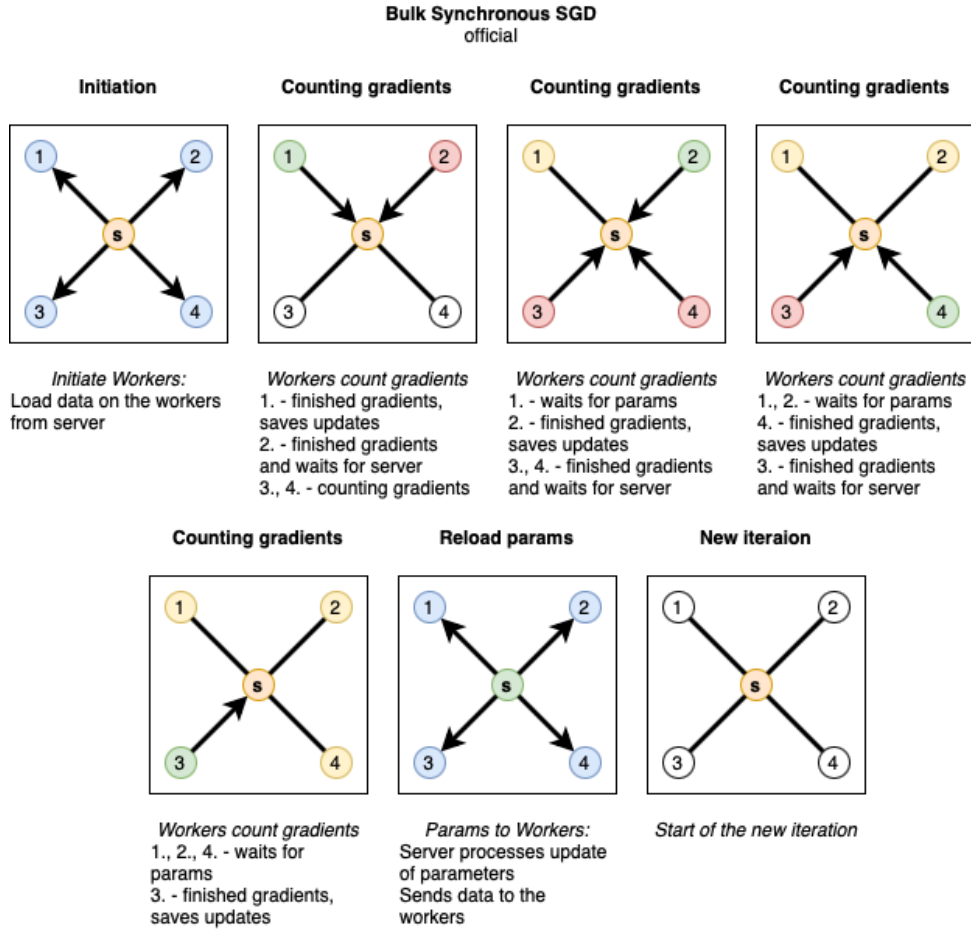 Bulk Synchronous SGD
official
Initiation
Counting gradients
Counting gradients
Counting gradients
1
2
s
3
4
1
2
s
3
4
1
2
s
3
4
1
2
s
3
4
Initiate Workers:
Load data on the workers
from server
Workers count gradients
1. - finished gradients,
saves updates
2. - finished gradients
and waits for server
3., 4. - counting gradients
Workers count gradients
1. - waits for params
2. - finished gradients,
saves updates
3., 4. - finished gradients
and waits for server
Workers count gradients
1., 2. - waits for params
4. - finished gradients,
saves updates
3. - finished gradients
and waits for server
Counting gradients
Reload params
New iteraion
1
2
s
3
4
1
2
s
3
4
1
2
s
3
4
Workers count gradients
1., 2., 4. - waits for
params
3. - finished gradients,
saves updates
Params to Workers:
Server processes update
of parameters
Sends data to the
workers
Start of the new iteration